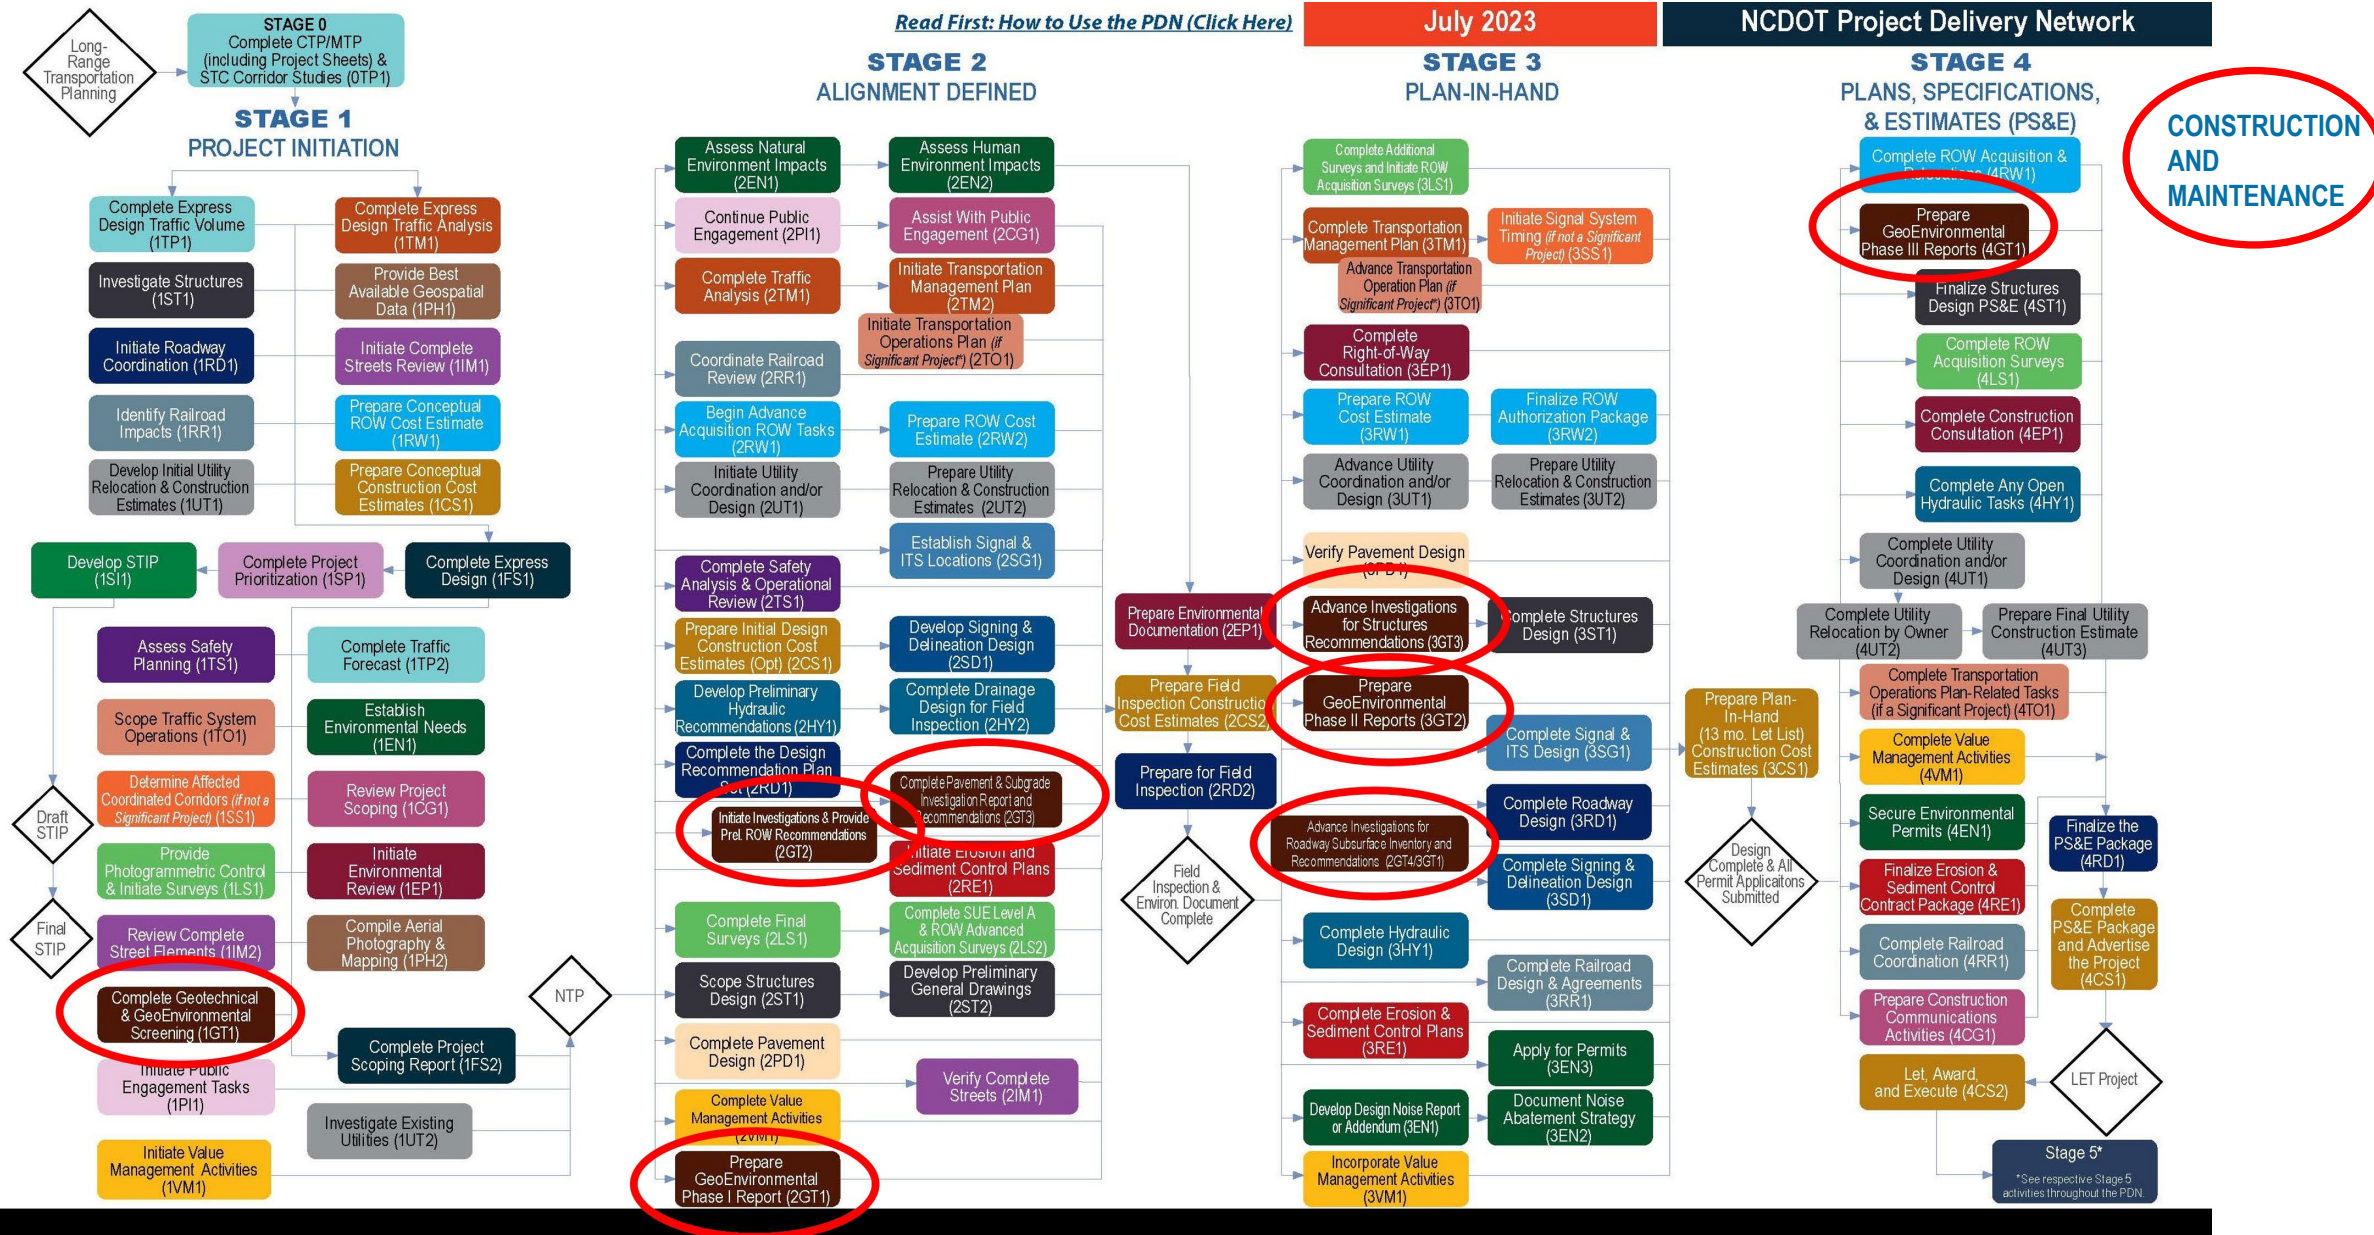 Read First: How to Use the PDN (Click Here)
July 2023
NCDOT Project Delivery Network
Long-
Range
Transportation
Planning
STAGE 0
Complete CTP/MTP
(including Project Sheets) &
STC Corridor Studies (0TP1)
STAGE 1
PROJECT INITIATION
Complete Express
Design Traffic Volume
(1TP1)
Complete Express
Design Traffic Analysis
(1TM1)
Investigate Structures
(1ST1)
Provide Best
Available Geospatial
Data (1PH1)
Initiate Roadway
Coordination (1RD1)
Initiate Complete
Streets Review (1IM1)
Identify Railroad
Impacts (1RR1)
Prepare Conceptual
ROW Cost Estimate
(1RW1)
Develop Initial Utility
Relocation & Construction
Estimates (1UT1)
Prepare Conceptual
Construction Cost
Estimates (1CS1)
Develop STIP
(1SI1)
Complete Project
Prioritization (1SP1)
Complete Express
Design (1FS1)
Assess Safety
Planning (1TS1)
Complete Traffic
Forecast (1TP2)
Scope Traffic System
Operations (1TO1)
Establish
Environmental Needs
(1EN1)
Determine Affected
Coordinated Corridors (if not a
Significant Project) (1SS1)
Review Project
Scoping (1CG1)
Draft
STIP
Provide
Photogrammetric Control
& Initiate Surveys (1LS1)
Initiate
Environmental
Review (1EP1)
Final
STIP
Review Complete
Street Elements (1IM2)
Compile Aerial
Photography &
Mapping (1PH2)
Complete Geotechnical
& GeoEnvironmental
Screening (1GT1)
Complete Project
Scoping Report (1FS2)
Initiate Public
Engagement Tasks
(1PI1)
Investigate Existing
Utilities (1UT2)
Initiate Value
Management Activities
(1VM1)
NTP
STAGE 2
ALIGNMENT DEFINED
Assess Natural
Environment Impacts
(2EN1)
Assess Human
Environment Impacts
(2EN2)
Continue Public
Engagement (2PI1)
Assist With Public
Engagement (2CG1)
Complete Traffic
Analysis (2TM1)
Initiate Transportation
Management Plan
(2TM2)
Initiate Transportation
Operations Plan (if
Significant Project*) (2TO1)
Coordinate Railroad
Review (2RR1)
Begin Advance
Acquisition ROW Tasks
(2RW1)
Prepare ROW Cost
Estimate (2RW2)
Initiate Utility
Coordination and/or
Design (2UT1)
Prepare Utility
Relocation & Construction
Estimates (2UT2)
Establish Signal &
ITS Locations (2SG1)
Complete Safety
Analysis & Operational
Review (2TS1)
Prepare Initial Design
Construction Cost
Estimates (Opt) (2CS1)
Develop Signing &
Delineation Design
(2SD1)
Develop Preliminary
Hydraulic
Recommendations (2HY1)
Complete Drainage
Design for Field
Inspection (2HY2)
Complete the Design
Recommendation Plan
Set (2RD1)
Complete Pavement & Subgrade
Investigation Report and
Recommendations (2GT3)
Initiate Investigations & Provide
Prel. ROW Recommendations
(2GT2)
Initiate Erosion and
Sediment Control Plans
(2RE1)
Complete Final
Surveys (2LS1)
Complete SUE Level A
& ROW Advanced
Acquisition Surveys (2LS2)
Scope Structures
Design (2ST1)
Develop Preliminary
General Drawings
(2ST2)
Complete Pavement
Design (2PD1)
Verify Complete
Streets (2IM1)
Complete Value
Management Activities
(2VM1)
Prepare
GeoEnvironmental
Phase I Report (2GT1)
Prepare Environmental
Documentation (2EP1)
Prepare Field
Inspection Construction
Cost Estimates (2CS2)
Prepare for Field
Inspection (2RD2)
Field
Inspection &
Environ. Document
Complete
STAGE 3
PLAN-IN-HAND
Complete Additional
Surveys and Initiate ROW
Acquisition Surveys (3LS1)
Complete Transportation
Management Plan (3TM1)
Initiate Signal System
Timing (if not a Significant
Project) (3SS1)
Advance Transportation
Operation Plan (if
Significant Project*) (3TO1)
Complete
Right-of-Way
Consultation (3EP1)
Prepare ROW
Cost Estimate
(3RW1)
Finalize ROW
Authorization Package
(3RW2)
Advance Utility
Coordination and/or
Design (3UT1)
Prepare Utility
Relocation & Construction
Estimates (3UT2)
Verify Pavement Design
(3PD1)
Advance Investigations
for Structures
Recommendations (3GT3)
Complete Structures
Design (3ST1)
Prepare
GeoEnvironmental
Phase II Reports (3GT2)
Complete Signal &
ITS Design (3SG1)
Complete Roadway
Design (3RD1)
Advance Investigations for
Roadway Subsurface Inventory and
Recommendations (2GT4/3GT1)
Complete Signing &
Delineation Design
(3SD1)
Complete Hydraulic
Design (3HY1)
Complete Railroad
Design & Agreements
(3RR1)
Complete Erosion &
Sediment Control Plans
(3RE1)
Apply for Permits
(3EN3)
Develop Design Noise Report
or Addendum (3EN1)
Document Noise
Abatement Strategy
(3EN2)
Incorporate Value
Management Activities
(3VM1)
Prepare Plan-
In-Hand
(13 mo. Let List)
Construction Cost
Estimates (3CS1)
Design
Complete & All
Permit Applicaitons
Submitted
STAGE 4
PLANS, SPECIFICATIONS,
& ESTIMATES (PS&E)
Complete ROW Acquisition &
Relocations (4RW1)
Prepare
GeoEnvironmental
Phase III Reports (4GT1)
Finalize Structures
Design PS&E (4ST1)
Complete ROW
Acquisition Surveys
(4LS1)
Complete Construction
Consultation (4EP1)
Complete Any Open
Hydraulic Tasks (4HY1)
Complete Utility
Coordination and/or
Design (4UT1)
Complete Utility
Relocation by Owner
(4UT2)
Prepare Final Utility
Construction Estimate
(4UT3)
Complete Transportation
Operations Plan-Related Tasks
(if a Significant Project) (4TO1)
Complete Value
Management Activities
(4VM1)
Secure Environmental
Permits (4EN1)
Finalize the
PS&E Package
(4RD1)
Finalize Erosion &
Sediment Control
Contract Package (4RE1)
Complete
PS&E Package
and Advertise
the Project
(4CS1)
Complete Railroad
Coordination (4RR1)
Prepare Construction
Communications
Activities (4CG1)
Let, Award,
and Execute (4CS2)
LET Project
Stage 5*
*See respective Stage 5
activities throughout the PDN.
CONSTRUCTION
AND
MAINTENANCE